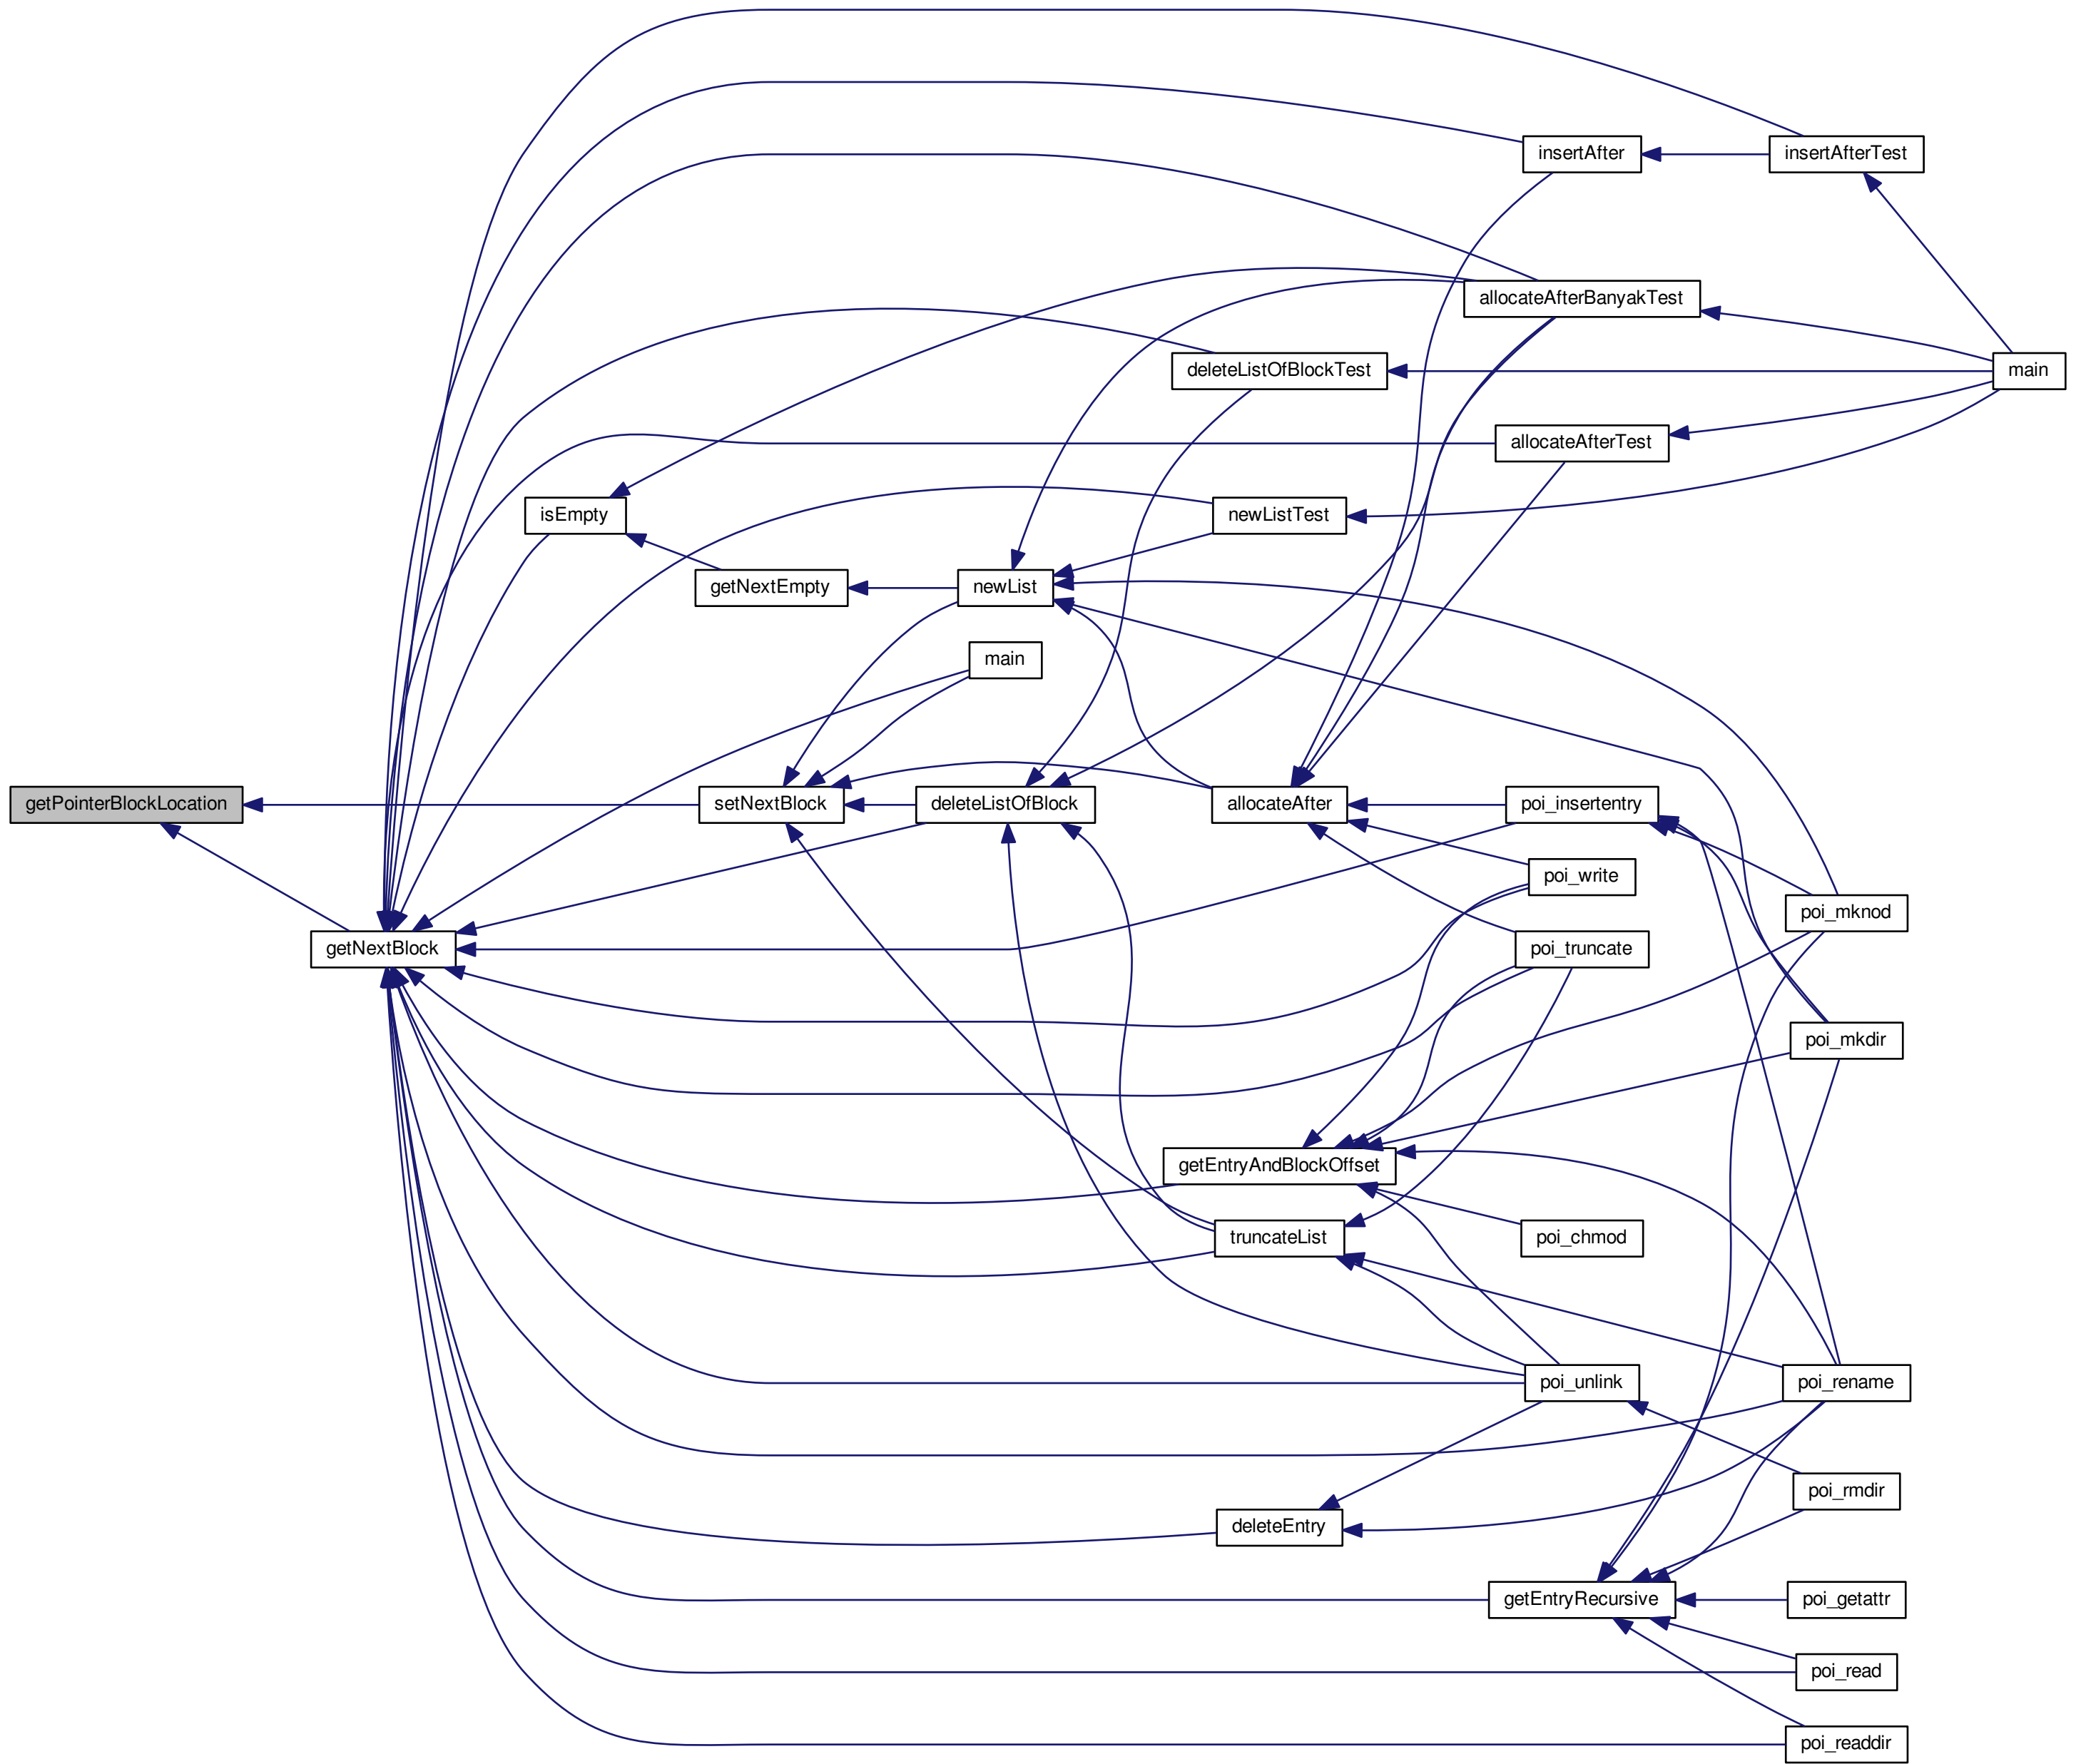 insertAfter
insertAfterTest
allocateAfterBanyakTest
deleteListOfBlockTest
main
allocateAfterTest
isEmpty
newListTest
getNextEmpty
newList
main
getPointerBlockLocation
setNextBlock
deleteListOfBlock
allocateAfter
poi_insertentry
poi_write
poi_mknod
getNextBlock
poi_truncate
poi_mkdir
getEntryAndBlockOffset
truncateList
poi_chmod
poi_unlink
poi_rename
poi_rmdir
deleteEntry
getEntryRecursive
poi_getattr
poi_read
poi_readdir